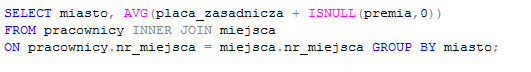 SELECT miasto, AVG(placa_zasadnicza + ISNULL(premia,0))
FROM pracownicy INNER JOIN miejsca
ON pracownicy.nr_miejsca = miejsca.nr_miejsca GROUP BY miasto;